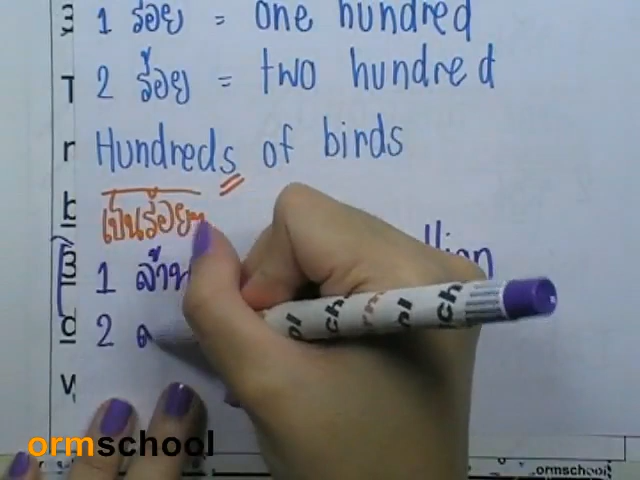 1 ร้อย = one hundred
2 ร้อย = two hundred
Hundreds of birds
เป็นร้อยๆ
1 ล้าน
2
ormschool
.ormschool